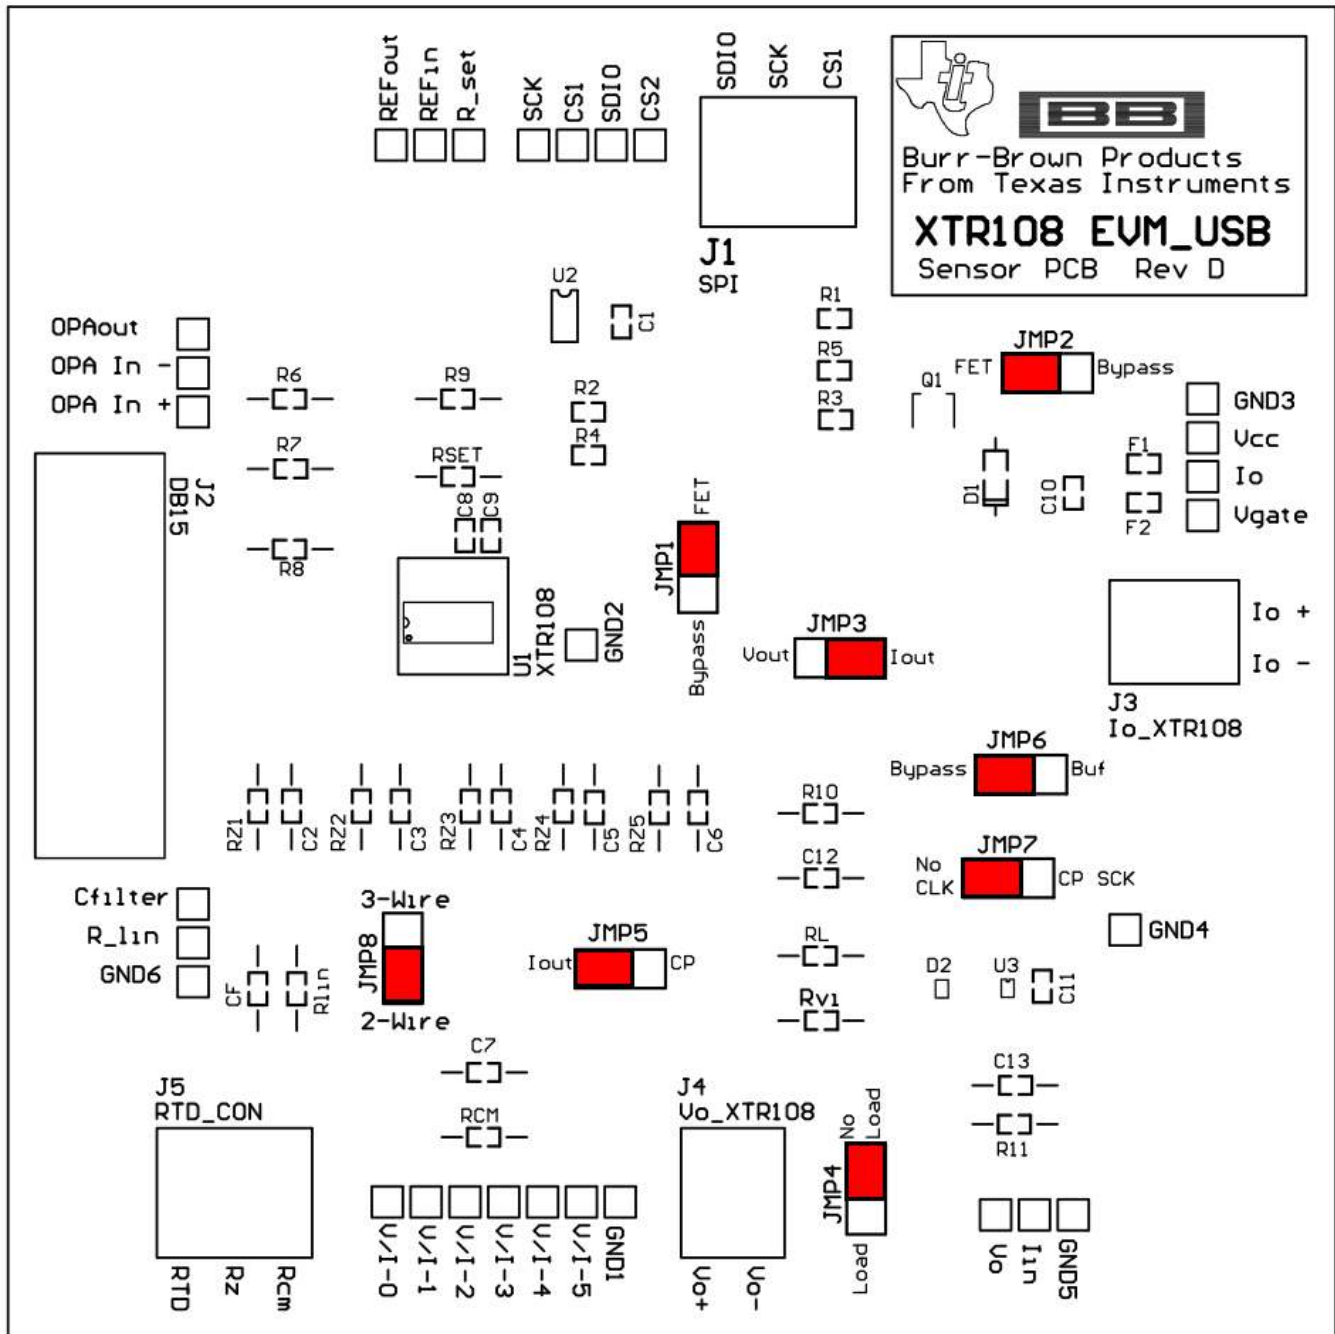 REFout
REFin
R_set
SCK
CS1
SDIO
CS2
SDIO
SCK
CS1
J1
SPI
i
BB
Burr-Brown Products
From Texas Instruments
XTR108 EVM_USB
Sensor PCB Rev D
U2
C1
R1
R5
R3
OPAout
OPA In -
OPA In +
R6
R9
R2
R4
R7
RSET
R8
C8
C9
JMP2
FET
Bypass
Q1
D1
C10
F1
F2
GND3
Vcc
Io
Vgate
J2
DB15
U1
XTR108
GND2
FET
JMP1
Bypass
JMP3
Vout
Iout
Io +
Io -
J3
Io_XTR108
JMP6
Bypass
Buf
RZ1
C2
RZ2
C3
RZ3
C4
RZ4
C5
RZ5
C6
R10
C12
JMP7
No
CLK
CP SCK
GND4
Cfilter
R_lin
GND6
CF
Rlin
3-Wire
JMP8
2-Wire
JMP5
Iout
CP
RL
Rvi
D2
U3
C11
C7
RCM
C13
R11
J5
RTD_CON
RTD
Rz
Rcm
V/I-0
V/I-1
V/I-2
V/I-3
V/I-4
V/I-5
GND1
J4
Vo_XTR108
Vo+
Vo-
No
Load
JMP4
Load
Vo
Iin
GND5